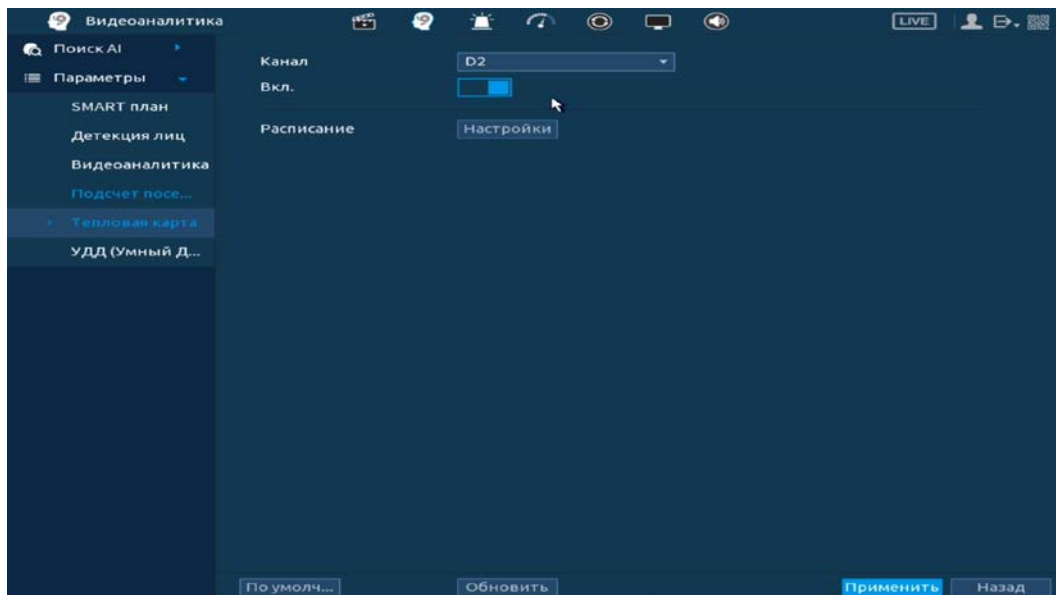 Видеоаналитика
LIVE
Поиск AI
Параметры
SMART план
Детекция лиц
Видеоаналитика
Подсчет посе...
Тепловая карта
УДД (Умный Д...
Канал
D2
Вкл.
Расписание
Настройки
По умолч...
Обновить
Применить
Назад